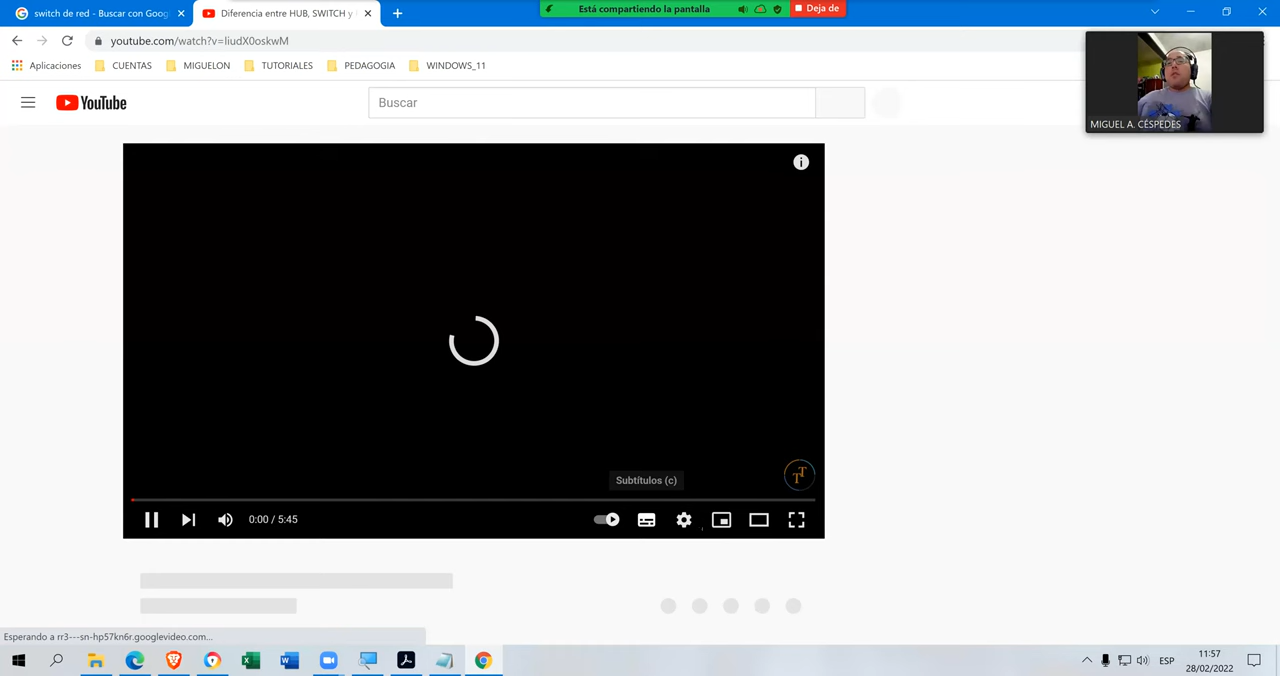 switch de red - Buscar con Goog
Diferencia entre HUB, SWITCH y
Está compartiendo la pantalla
Deja de
youtube.com/watch?v=liudX0oskwM
Aplicaciones CUENTAS MIGUELON TUTORIALES PEDAGOGIA WINDOWS_11
YouTube
Buscar
MIGUEL A. CÉSPEDES
i
TT
Subtítulos (c)
0:00 / 5:45
Esperando a rr3---sn-hp57kn6r.googlevideo.com...
ESP
11:57
28/02/2022